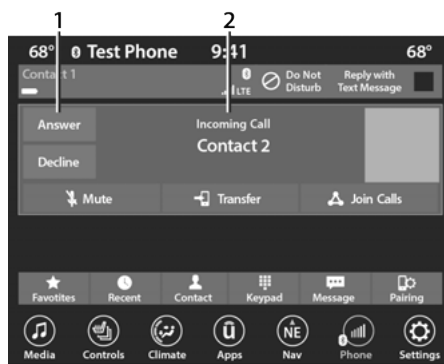 1 2
68° Test Phone 9:41 68°
Contact 1 LTE Do Not Disturb Reply with Text Message
Answer
Incoming Call
Contact 2
Decline
Mute Transfer Join Calls
Favotites Recent Contact Keypad Message Pairing
Media Controls Climate Apps Nav Phone Settings
ū NE